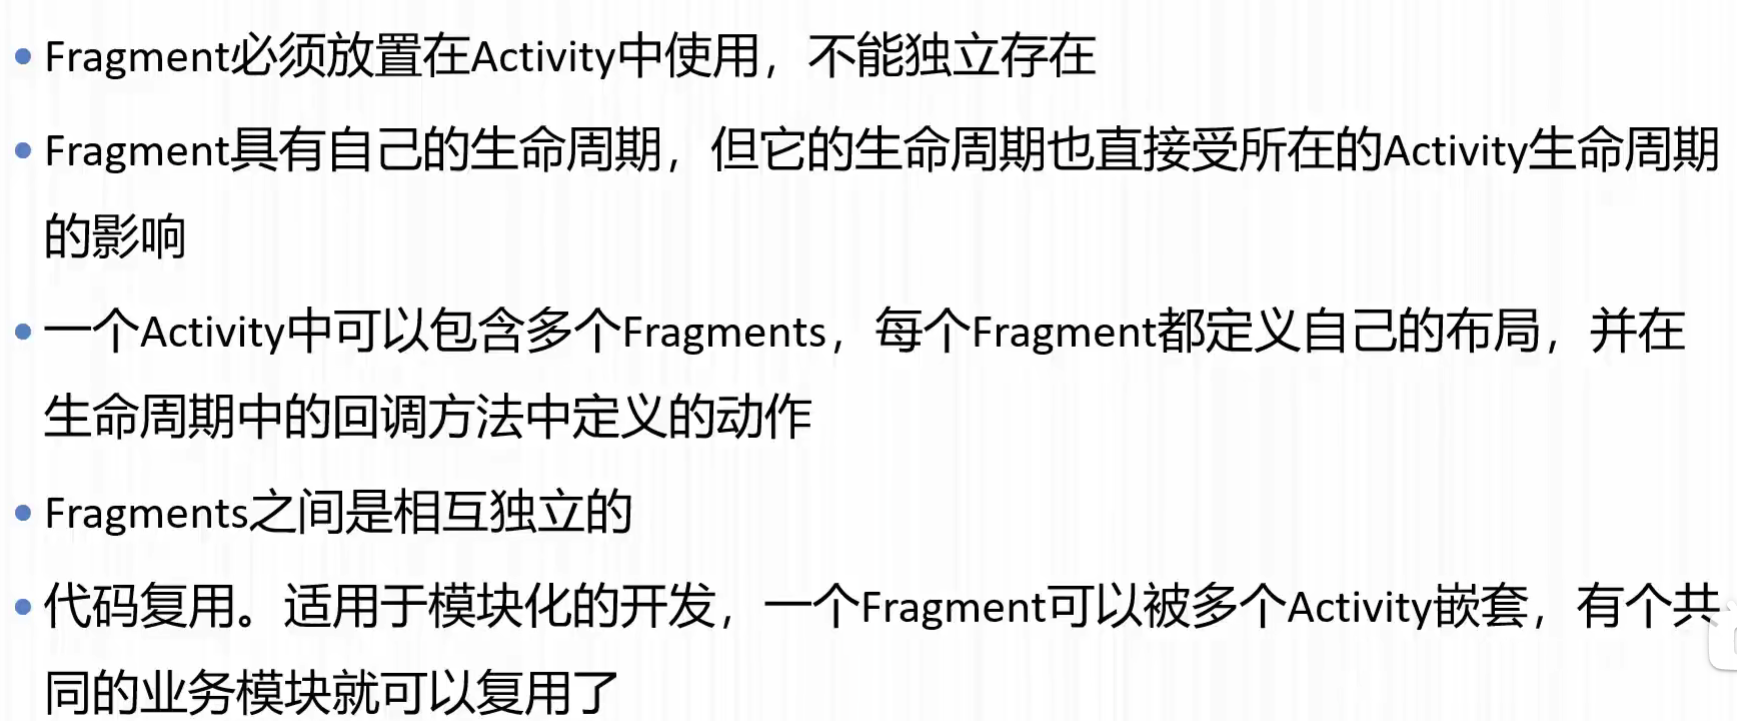 • Fragment必须放置在Activity中使用，不能独立存在
• Fragment具有自己的生命周期，但它的生命周期也直接受所在的Activity生命周期
的影响
• 一个Activity中可以包含多个Fragments，每个Fragment都定义自己的布局，并在
生命周期中的回调方法中定义的动作
• Fragments之间是相互独立的
• 代码复用。适用于模块化的开发，一个Fragment可以被多个Activity嵌套，有个共
同的业务模块就可以复用了